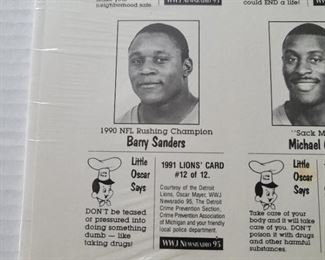 neighborhood safe.
WWJ NEWSRADIO 95
could END a life!
1990 NFL Rushing Champion
Barry Sanders
Little
Oscar
Says
DON'T be teased
or pressured into
doing something
dumb — like
taking drugs!
1991 LIONS' CARD
#12 of 12.
Courtesy of the Detroit
Lions, Oscar Mayer, WWJ
Newsradio 95, The Detroit
Crime Prevention Section,
Crime Prevention Association
of Michigan and your friendly
local police department.
WWJ NEWSRADIO 95
"Sack M
Michael
Little
Oscar
Says
Take care of your
body and it will
take care of you.
DON'T
poison it with
drugs and other
harmful
substances.